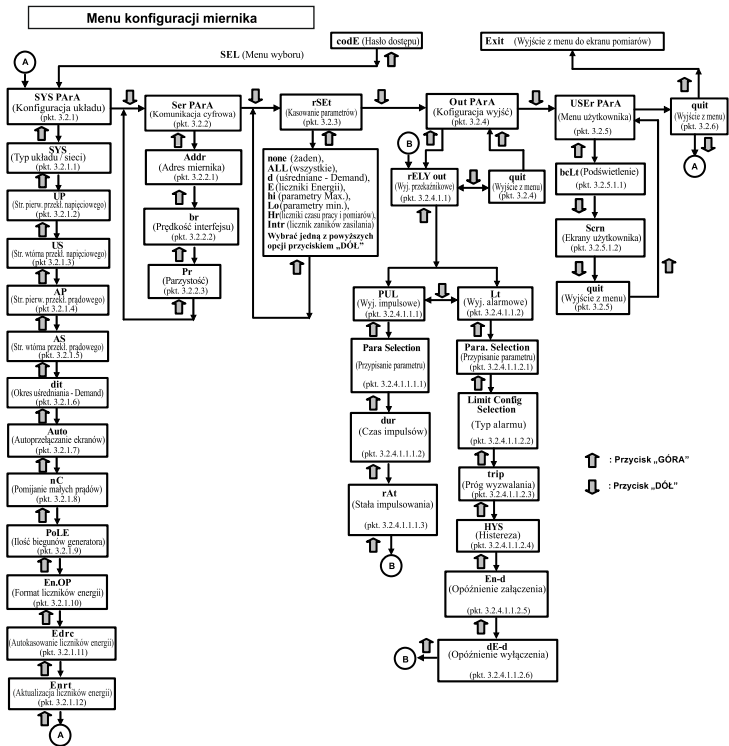 Menu konfiguracji miernika
codE (Hasło dostępu)
Exit (Wyjście z menu do ekranu pomiarów)
SEL (Menu wyboru)
A
SYS PArA
(Konfiguracja układu)
(pkt. 3.2.1)
SYS
(Typ układu / sieci)
(pkt. 3.2.1.1)
UP
(Str. pierw. przekł. napięciowego)
(pkt. 3.2.1.2)
US
(Str. wtórna przekł. napięciowego)
(pkt. 3.2.1.3)
AP
(Str. pierw. przekł. prądowego)
(pkt. 3.2.1.4)
AS
(Str. wtórna przekł. prądowego)
(pkt. 3.2.1.5)
dit
(Okres uśredniania - Demand)
(pkt. 3.2.1.6)
Auto
(Autoprzełączanie ekranów)
(pkt. 3.2.1.7)
nC
(Pomijanie małych prądów)
(pkt. 3.2.1.8)
PoLE
(Ilość biegunów generatora)
(pkt. 3.2.1.9)
En.OP
(Format liczników energii)
(pkt. 3.2.1.10)
Edrc
(Autokasowanie liczników energii)
(pkt. 3.2.1.11)
Enrt
(Aktualizacja liczników energii)
(pkt. 3.2.1.12)
A
Ser PArA
(Komunikacja cyfrowa)
(pkt. 3.2.2)
Addr
(Adres miernika)
(pkt. 3.2.2.1)
br
(Prędkość interfejsu)
(pkt. 3.2.2.2)
Pr
(Parzystość)
(pkt. 3.2.2.3)
rSEt
(Kasowanie parametrów)
(pkt. 3.2.3)
none (żaden),
ALL (wszystkie),
d (uśredniane - Demand),
E (liczniki Energii),
hi (parametry Max.),
Lo(parametry min.),
Hr(liczniki czasu pracy i pomiarów),
Intr (licznik zaników zasilania)
Wybrać jedną z powyższych
opcji przyciskiem „DÓŁ”
Out PArA
(Kofiguracja wyjść)
(pkt. 3.2.4)
B
rELY out
(Wyj. przekaźnikowe)
(pkt. 3.2.4.1.1)
quit
(Wyjście z menu)
(pkt. 3.2.4)
PUL
(Wyj. impulsowe)
(pkt. 3.2.4.1.1.1)
Para Selection
(Przypisanie parametru)
(pkt. 3.2.4.1.1.1.1)
dur
(Czas impulsów)
(pkt. 3.2.4.1.1.1.2)
rAt
(Stała impulsowania)
(pkt. 3.2.4.1.1.1.3)
B
Lt
(Wyj. alarmowe)
(pkt. 3.2.4.1.1.2)
Para. Selection
(Przypisanie parametru)
(pkt. 3.2.4.1.1.2.1)
Limit Config
Selection
(Typ alarmu)
(pkt. 3.2.4.1.1.2.2)
trip
(Próg wyzwalania)
(pkt. 3.2.4.1.1.2.3)
HYS
(Histereza)
(pkt. 3.2.4.1.1.2.4)
En-d
(Opóźnienie załączenia)
(pkt. 3.2.4.1.1.2.5)
dE-d
(Opóźnienie wyłączenia)
(pkt. 3.2.4.1.1.2.6)
B
USEr PArA
(Menu użytkownika)
(pkt. 3.2.5)
bcLt (Podświetlenie)
(pkt. 3.2.5.1.1)
Scrn
(Ekrany użytkownika)
(pkt. 3.2.5.1.2)
quit
(Wyjście z menu)
(pkt. 3.2.5)
quit
(Wyjście z menu)
(pkt. 3.2.6)
A
: Przycisk „GÓRA”
: Przycisk „DÓŁ”